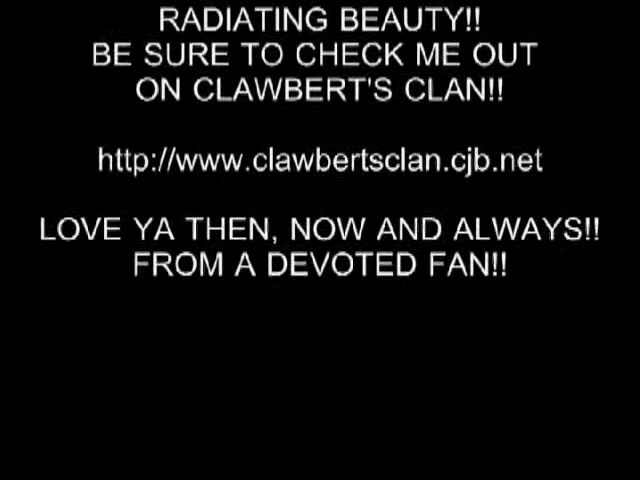 RADIATING BEAUTY!!
BE SURE TO CHECK ME OUT
ON CLAWBERT'S CLAN!!
http://www.clawbertsclan.cjb.net
LOVE YA THEN, NOW AND ALWAYS!!
FROM A DEVOTED FAN!!